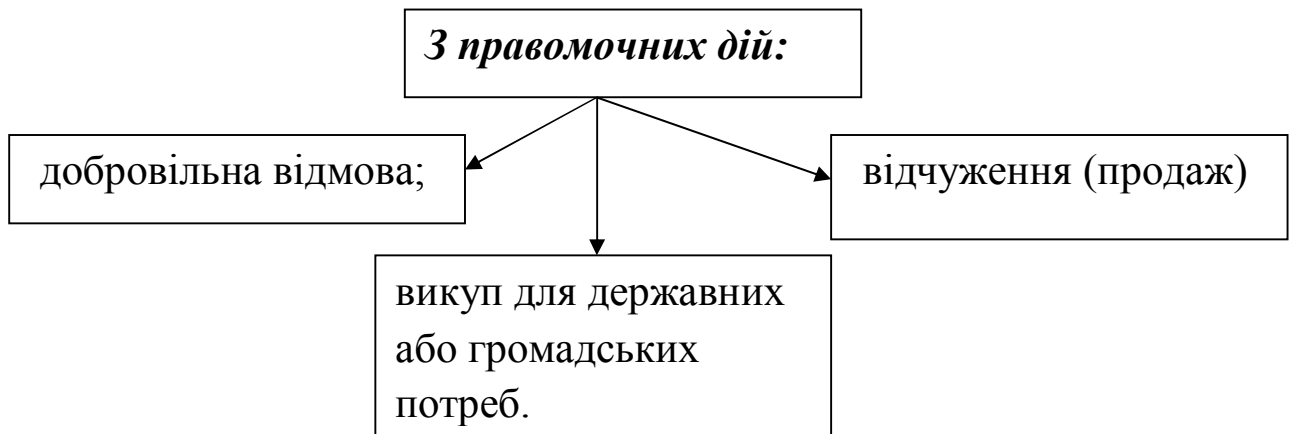 З правомочних дій:
добровільна відмова;
відчуження (продаж)
викуп для державних
або громадських
потреб.